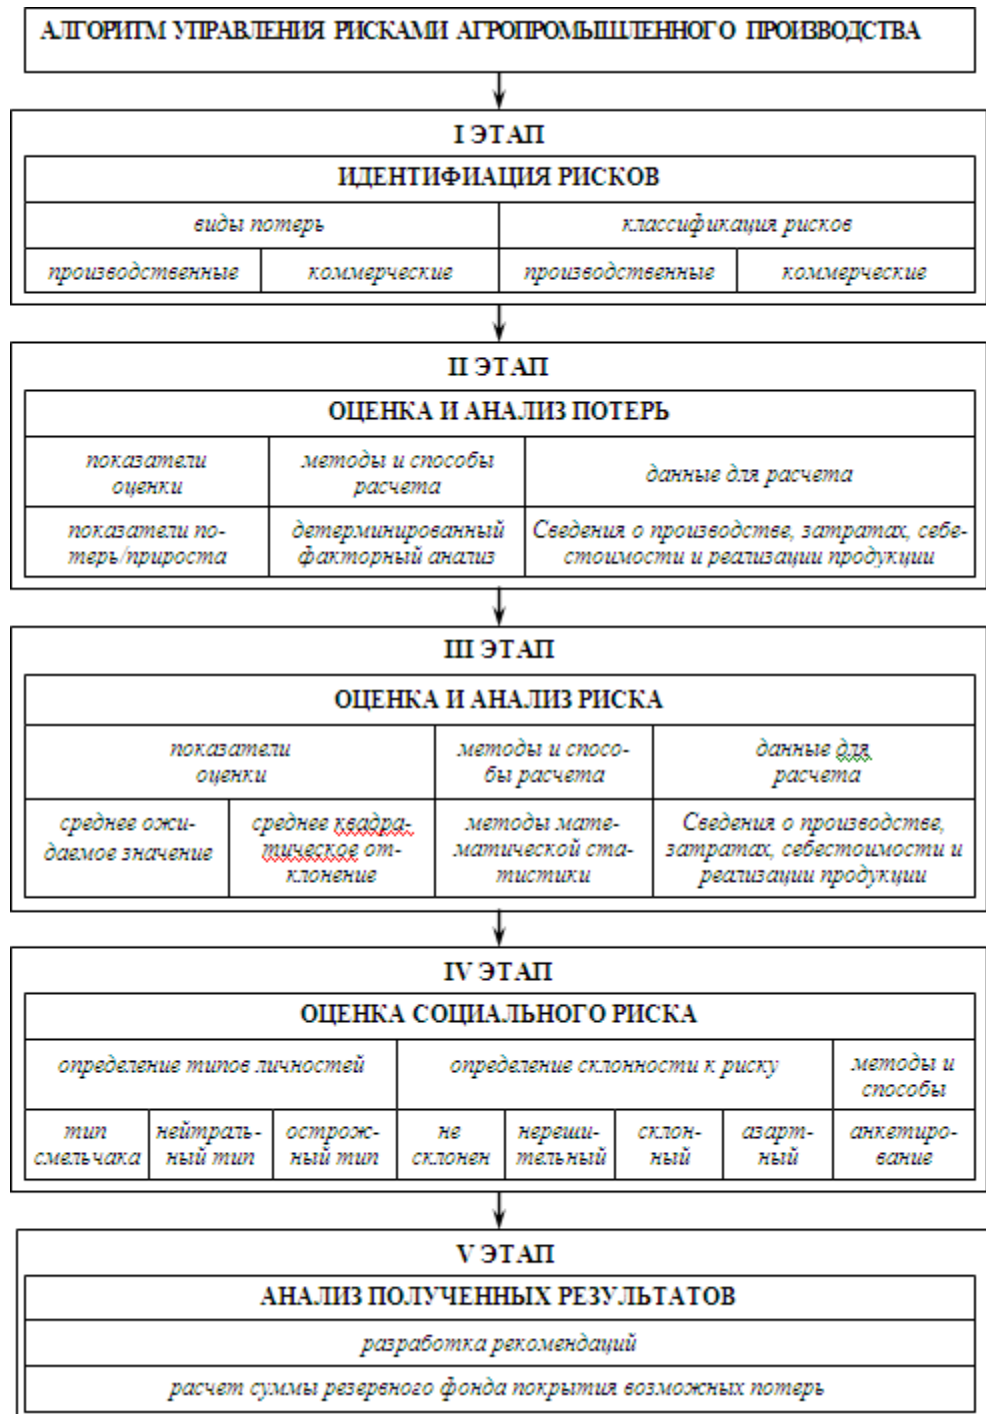 АЛГОРИТМ УПРАВЛЕНИЯ РИСКАМИ АГРОПРОМЫШЛЕННОГО ПРОИЗВОДСТВА
I ЭТАП
ИДЕНТИФИАЦИЯ РИСКОВ
виды потерь
классификация рисков
производственные
коммерческие
производственные
коммерческие
II ЭТАП
ОЦЕНКА И АНАЛИЗ ПОТЕРЬ
показатели
оценки
методы и способы
расчета
данные для расчета
показатели по-
терь/прироста
детерминированный
факторный анализ
Сведения о производстве, затратах, себе-
стоимости и реализации продукции
III ЭТАП
ОЦЕНКА И АНАЛИЗ РИСКА
показатели
оценки
методы и спосо-
бы расчета
данные для
расчета
среднее ожи-
даемое значение
среднее квадра-
тическое от-
клонение
методы мате-
матической ста-
тистики
Сведения о производстве,
затратах, себестоимости и
реализации продукции
IV ЭТАП
ОЦЕНКА СОЦИАЛЬНОГО РИСКА
определение типов личностей
определение склонности к риску
методы и
способы
тип
смельчака
нейтраль-
ный тип
острож-
ный тип
не
склонен
нереши-
тельный
склон-
ный
азарт-
ный
анкетиро-
вание
V ЭТАП
АНАЛИЗ ПОЛУЧЕННЫХ РЕЗУЛЬТАТОВ
разработка рекомендаций
расчет суммы резервного фонда покрытия возможных потерь